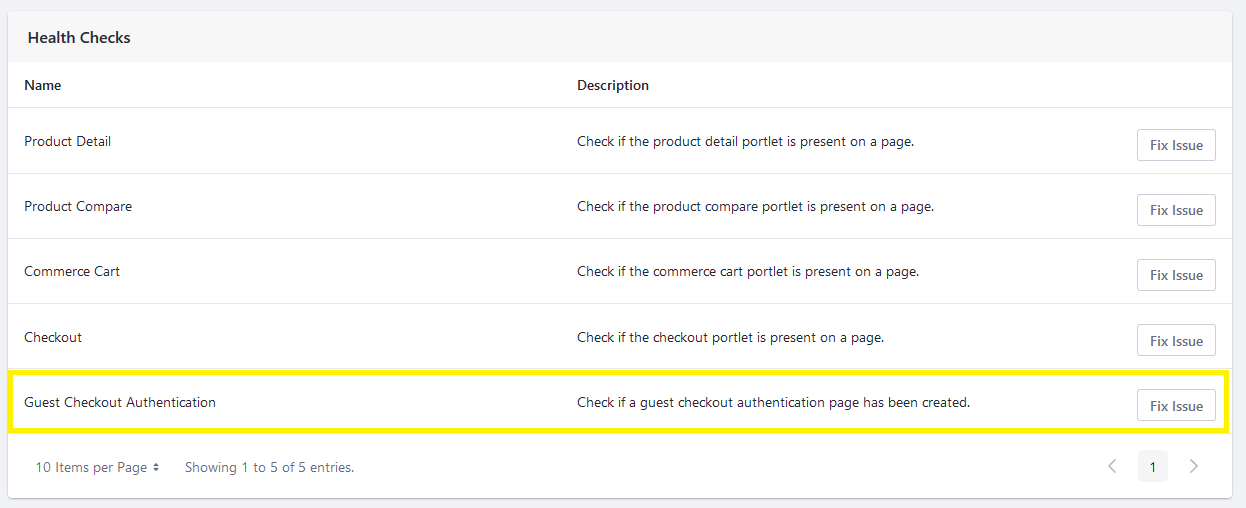 Health Checks
Name Description
Product Detail Check if the product detail portlet is present on a page. Fix Issue
Product Compare Check if the product compare portlet is present on a page. Fix Issue
Commerce Cart Check if the commerce cart portlet is present on a page. Fix Issue
Checkout Check if the checkout portlet is present on a page. Fix Issue
Guest Checkout Authentication Check if a guest checkout authentication page has been created. Fix Issue
10 Items per Page Showing 1 to 5 of 5 entries. 1